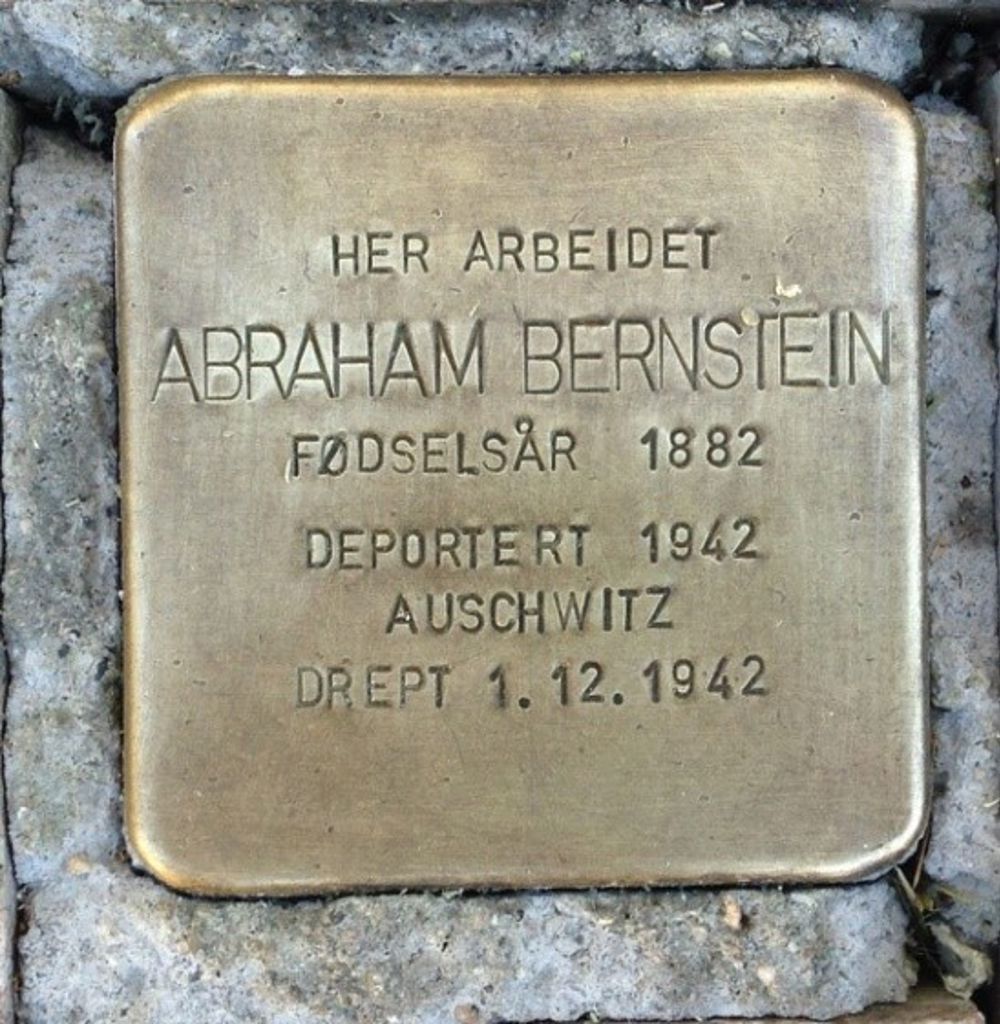 HER ARBEIDET
ABRAHAM BERNSTEIN
FØDSELSÅR 1882
DEPORTERT 1942
AUSCHWITZ
DREPT 1.12.1942